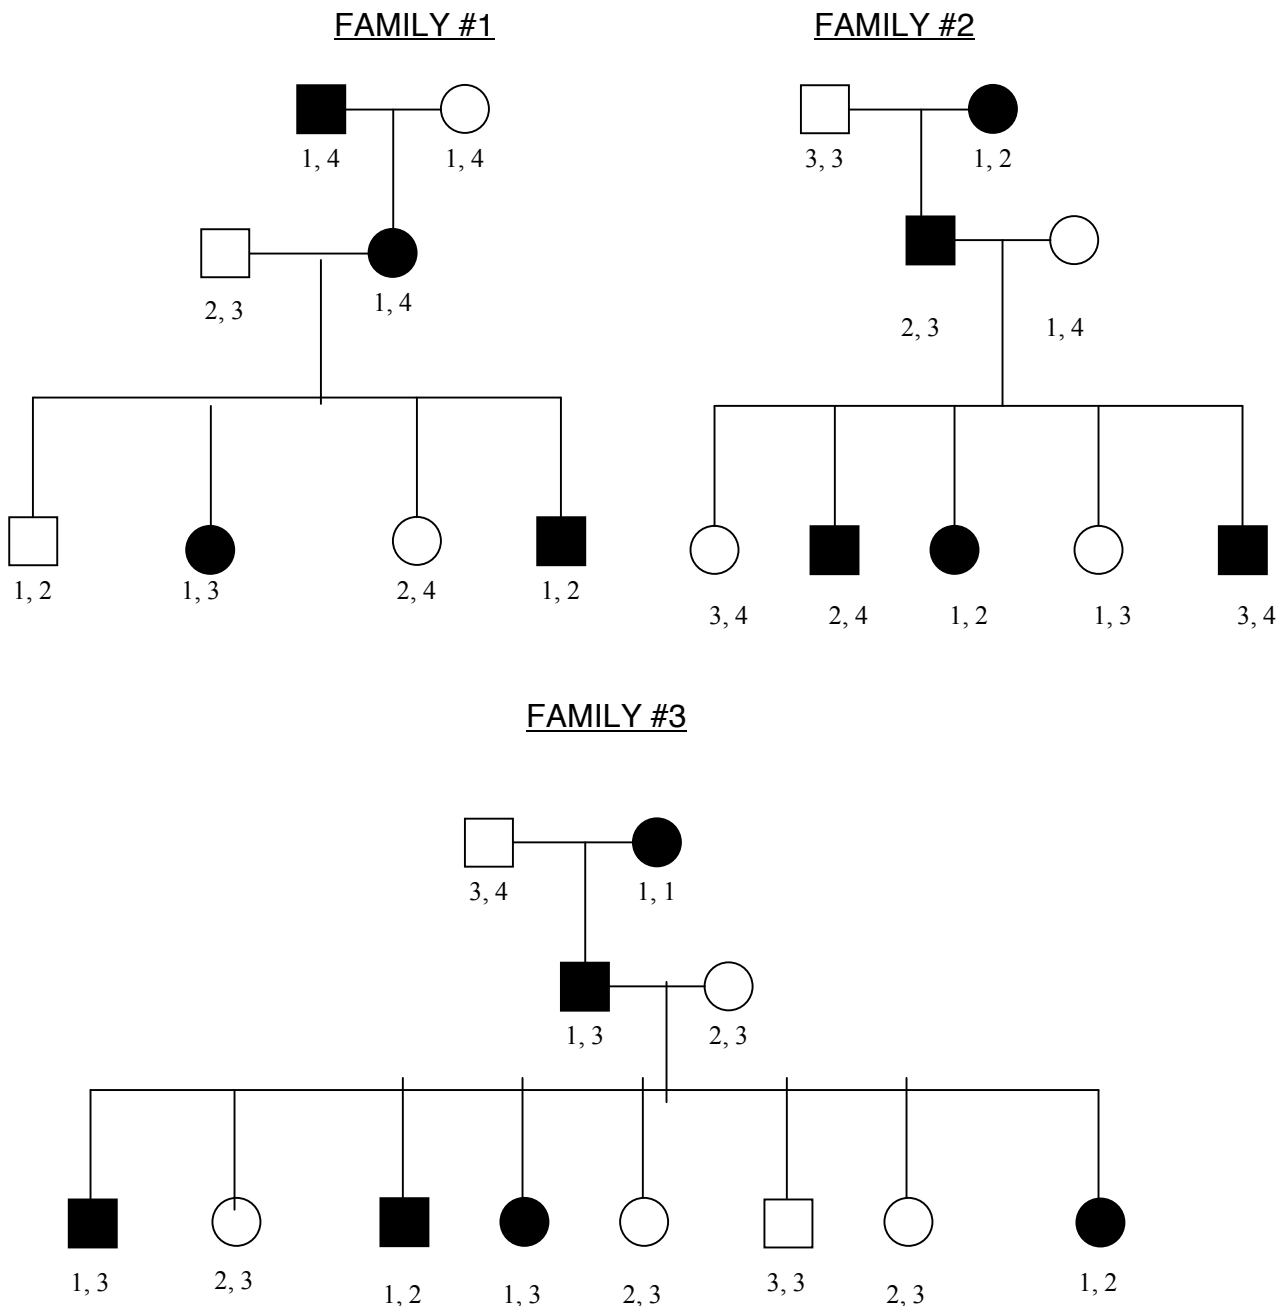 FAMILY #1 FAMILY #2
1, 4 1, 4 3, 3 1, 2
2, 3 1, 4 2, 3 1, 4
1, 2 1, 3 2, 4 1, 2 3, 4 2, 4 1, 2 1, 3 3, 4
FAMILY #3
3, 4 1, 1
1, 3 2, 3
1, 3 2, 3 1, 2 1, 3 2, 3 3, 3 2, 3 1, 2